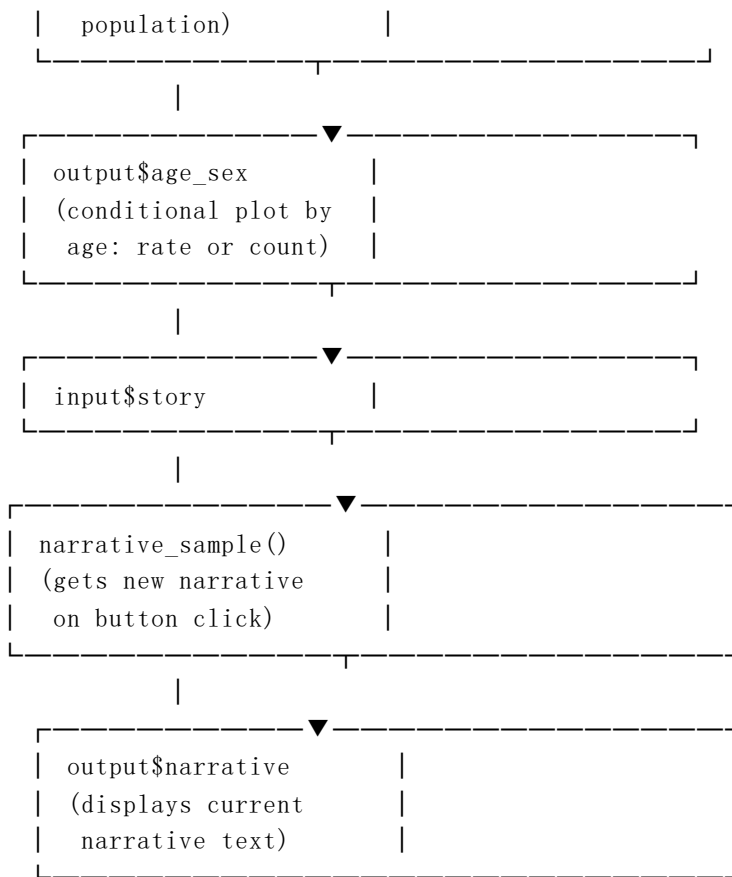 population)
output$age_sex
(conditional plot by
age: rate or count)
input$story
narrative_sample()
(gets new narrative
on button click)
output$narrative
(displays current
narrative text)